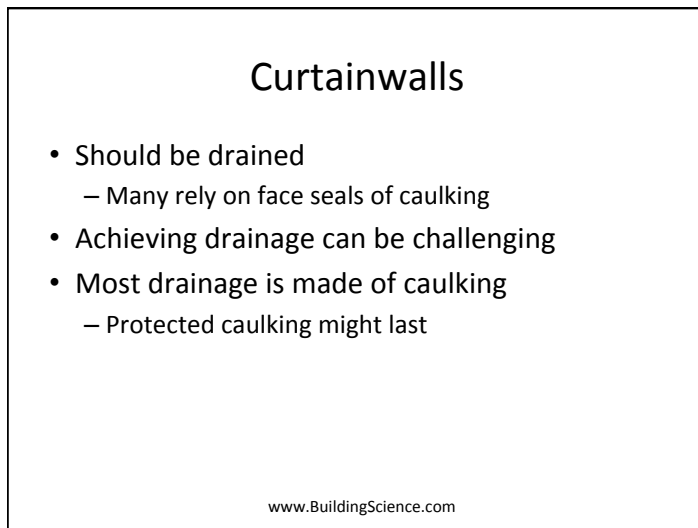 Curtainwalls
• Should be drained
– Many rely on face seals of caulking
• Achieving drainage can be challenging
• Most drainage is made of caulking
– Protected caulking might last
www.BuildingScience.com